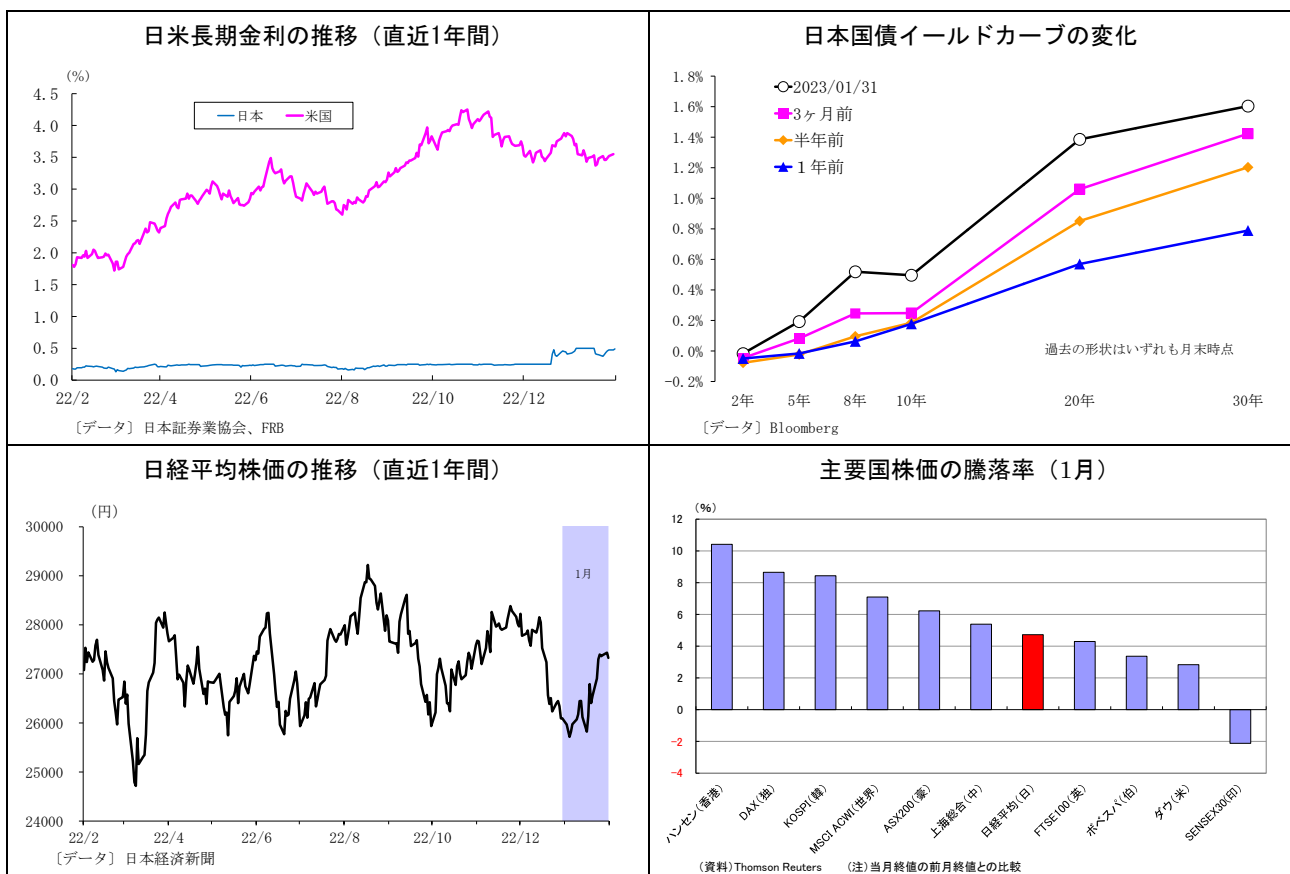 日米長期金利の推移（直近1年間）
(%)
4.5
4.0
3.5
3.0
2.5
2.0
1.5
1.0
0.5
0.0
日本 米国
22/2 22/4 22/6 22/8 22/10 22/12
〔データ〕日本証券業協会、FRB
日本国債イールドカーブの変化
1.8%
1.6%
1.4%
1.2%
1.0%
0.8%
0.6%
0.4%
0.2%
0.0%
-0.2%
2023/01/31
3ヶ月前
半年前
１年前
過去の形状はいずれも月末時点
2年 5年 8年 10年 20年 30年
〔データ〕Bloomberg
日経平均株価の推移（直近1年間）
(円)
30000
29000
28000
27000
26000
25000
24000
1月
22/2 22/4 22/6 22/8 22/10 22/12
〔データ〕日本経済新聞
主要国株価の騰落率（1月）
(%)
12
10
8
6
4
2
0
-2
-4
ハンセン(香港) DAX(独) KOSPI(韓) MSCI ACWI(世界) ASX200(豪) 上海総合(中) 日経平均(日) FTSE100(英) ボベスパ(伯) ダウ(米) SENSEX30(印)
(資料)Thomson Reuters (注)当月終値の前月終値との比較